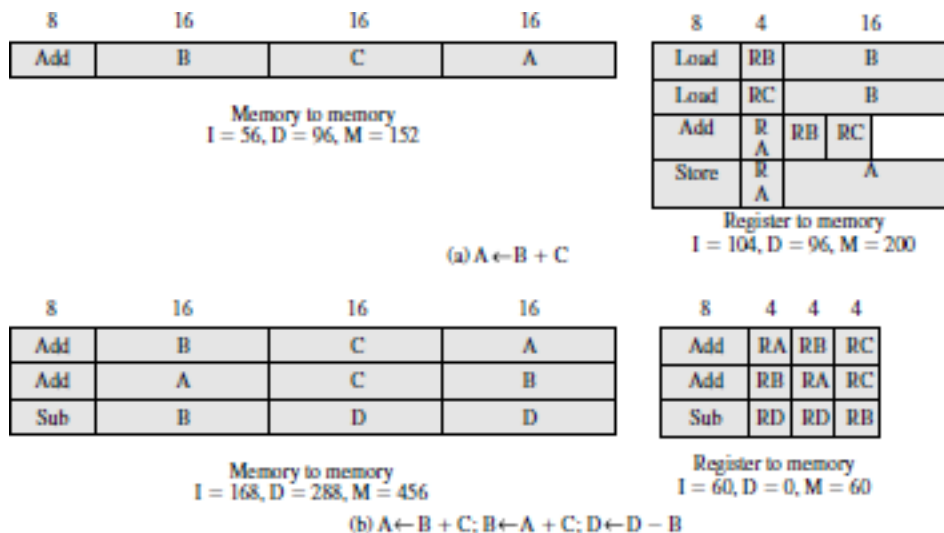 8 16 16 16
Add B C A
Memory to memory
I = 56, D = 96, M = 152
8 4 16
Load RB B
Load RC B
Add R A RB RC
Store R A A
Register to memory
I = 104, D = 96, M = 200
(a) A ← B + C
8 16 16 16
Add B C A
Add A C B
Sub B D D
Memory to memory
I = 168, D = 288, M = 456
8 4 4 4
Add RA RB RC
Add RB RA RC
Sub RD RD RB
Register to memory
I = 60, D = 0, M = 60
(b) A ← B + C; B ← A + C; D ← D − B